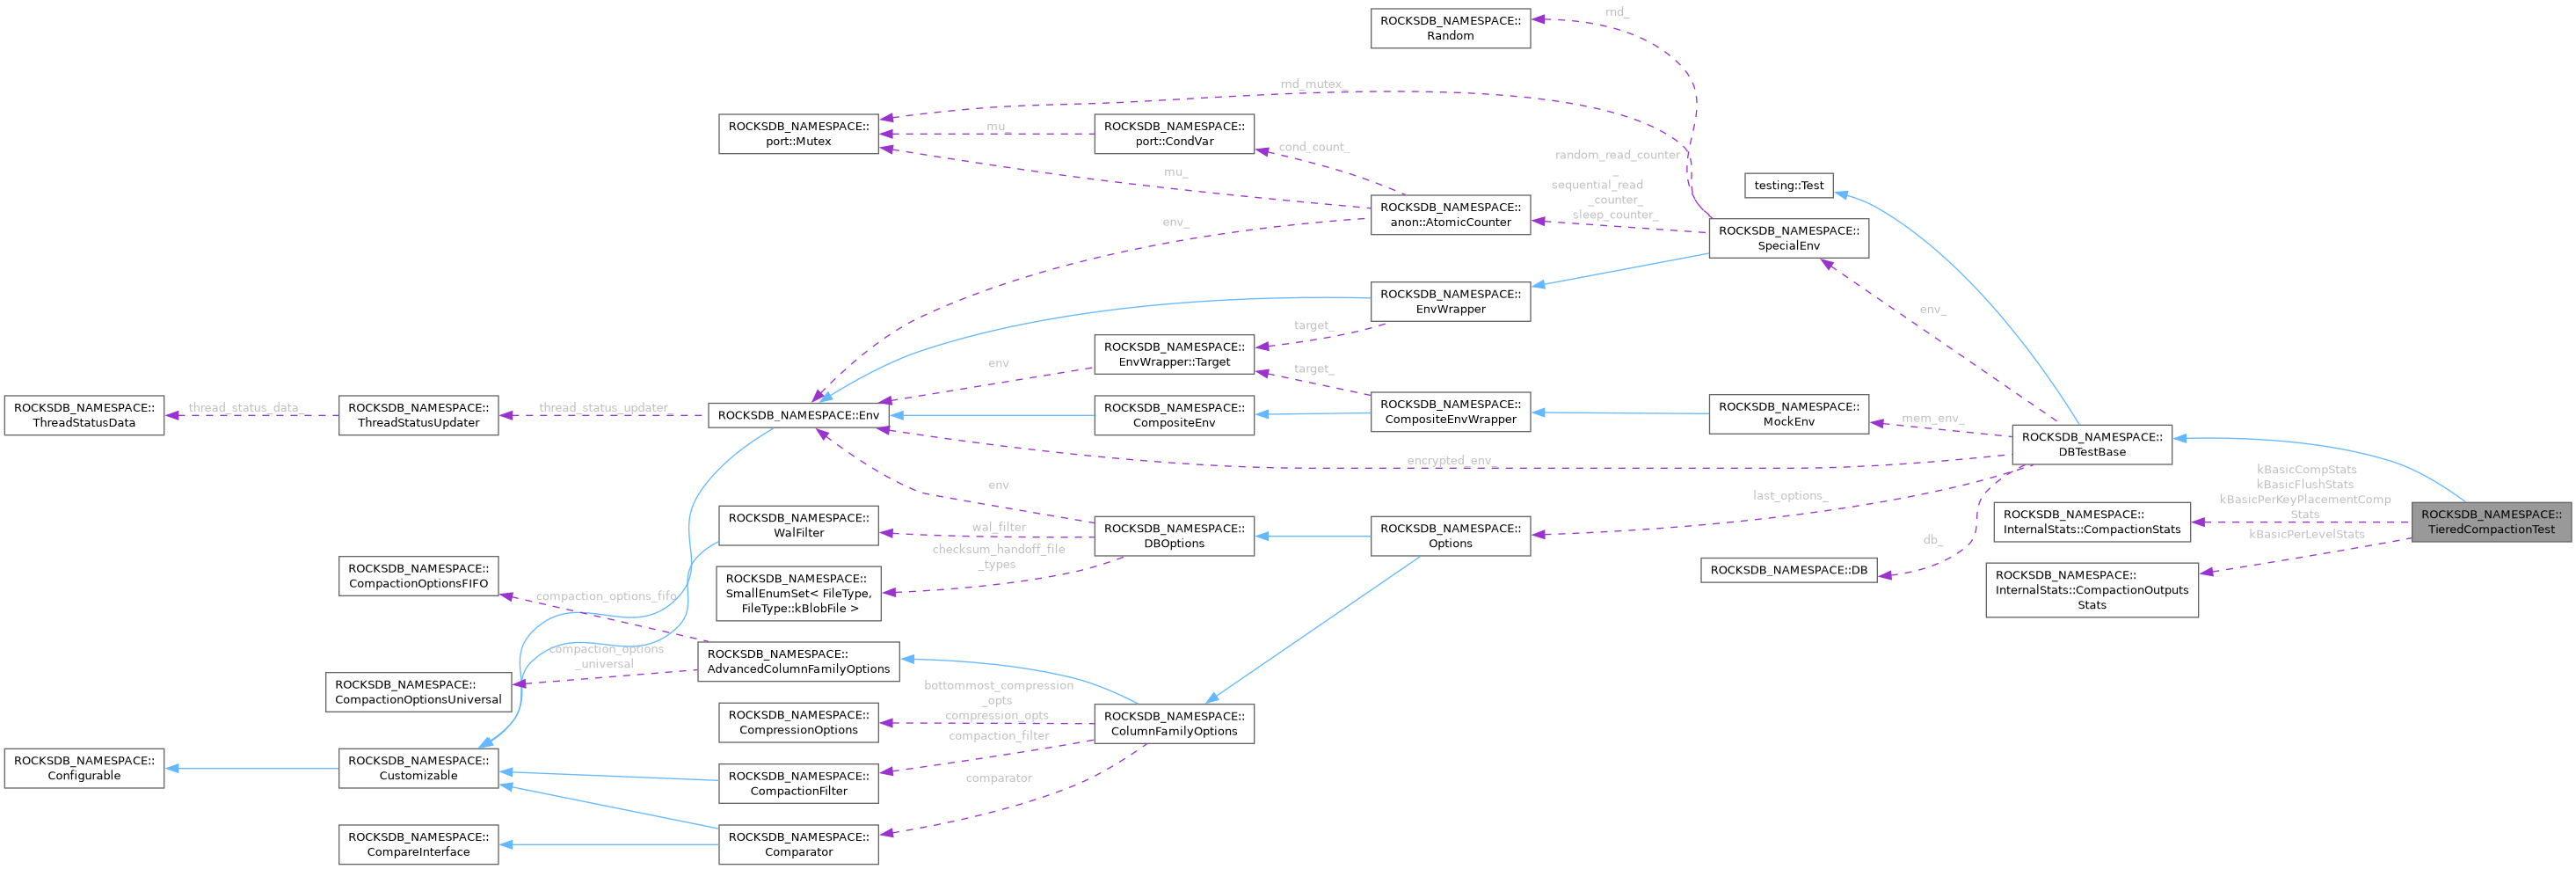 rnd_
ROCKSDB_NAMESPACE::
Random
rnd_mutex_
ROCKSDB_NAMESPACE::
port::Mutex
mu_
ROCKSDB_NAMESPACE::
port::CondVar
cond_count_
mu_
random_read_counter
_
sequential_read
_counter_
sleep_counter_
testing::Test
ROCKSDB_NAMESPACE::
anon::AtomicCounter
env_
ROCKSDB_NAMESPACE::
SpecialEnv
ROCKSDB_NAMESPACE::
EnvWrapper
env_
target_
ROCKSDB_NAMESPACE::
EnvWrapper::Target
env
target_
ROCKSDB_NAMESPACE::
ThreadStatusData
thread_status_data_
ROCKSDB_NAMESPACE::
ThreadStatusUpdater
thread_status_updater_
ROCKSDB_NAMESPACE::Env
ROCKSDB_NAMESPACE::
CompositeEnv
ROCKSDB_NAMESPACE::
CompositeEnvWrapper
ROCKSDB_NAMESPACE::
MockEnv
mem_env_
ROCKSDB_NAMESPACE::
DBTestBase
encrypted_env_
env
last_options_
kBasicCompStats
kBasicFlushStats
kBasicPerKeyPlacementComp
Stats
kBasicPerLevelStats
ROCKSDB_NAMESPACE::
TieredCompactionTest
ROCKSDB_NAMESPACE::
InternalStats::CompactionStats
ROCKSDB_NAMESPACE::
WalFilter
wal_filter
checksum_handoff_file
_types
ROCKSDB_NAMESPACE::
DBOptions
ROCKSDB_NAMESPACE::
Options
db_
ROCKSDB_NAMESPACE::DB
ROCKSDB_NAMESPACE::
InternalStats::CompactionOutputs
Stats
ROCKSDB_NAMESPACE::
CompactionOptionsFIFO
compaction_options_fifo
ROCKSDB_NAMESPACE::
SmallEnumSet< FileType,
FileType::kBlobFile >
compaction_options
_universal
ROCKSDB_NAMESPACE::
AdvancedColumnFamilyOptions
ROCKSDB_NAMESPACE::
CompactionOptionsUniversal
bottommost_compression
_opts
compression_opts
ROCKSDB_NAMESPACE::
CompressionOptions
ROCKSDB_NAMESPACE::
ColumnFamilyOptions
compaction_filter
ROCKSDB_NAMESPACE::
Configurable
ROCKSDB_NAMESPACE::
Customizable
ROCKSDB_NAMESPACE::
CompactionFilter
comparator
ROCKSDB_NAMESPACE::
CompareInterface
ROCKSDB_NAMESPACE::
Comparator